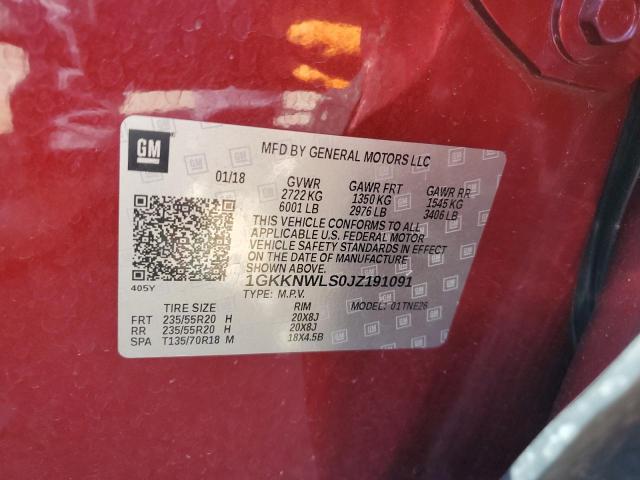 GM
MFD BY GENERAL MOTORS LLC
01/18 GVWR GAWR FRT GAWR RR
2722 KG 1350 KG 1545 KG
6001 LB 2976 LB 3406 LB
THIS VEHICLE CONFORMS TO ALL
APPLICABLE U.S. FEDERAL MOTOR
VEHICLE SAFETY STANDARDS IN EFFECT
ON THE DATE OF MANUFACTURE
SHOWN ABOVE.
1GKKNWLS0JZ191091
405Y
TYPE: M.P.V. MODEL: 01TNE26
TIRE SIZE RIM
FRT 235/55R20 H 20X8J
RR 235/55R20 H 20X8J
SPA T135/70R18 M 18X4.5B